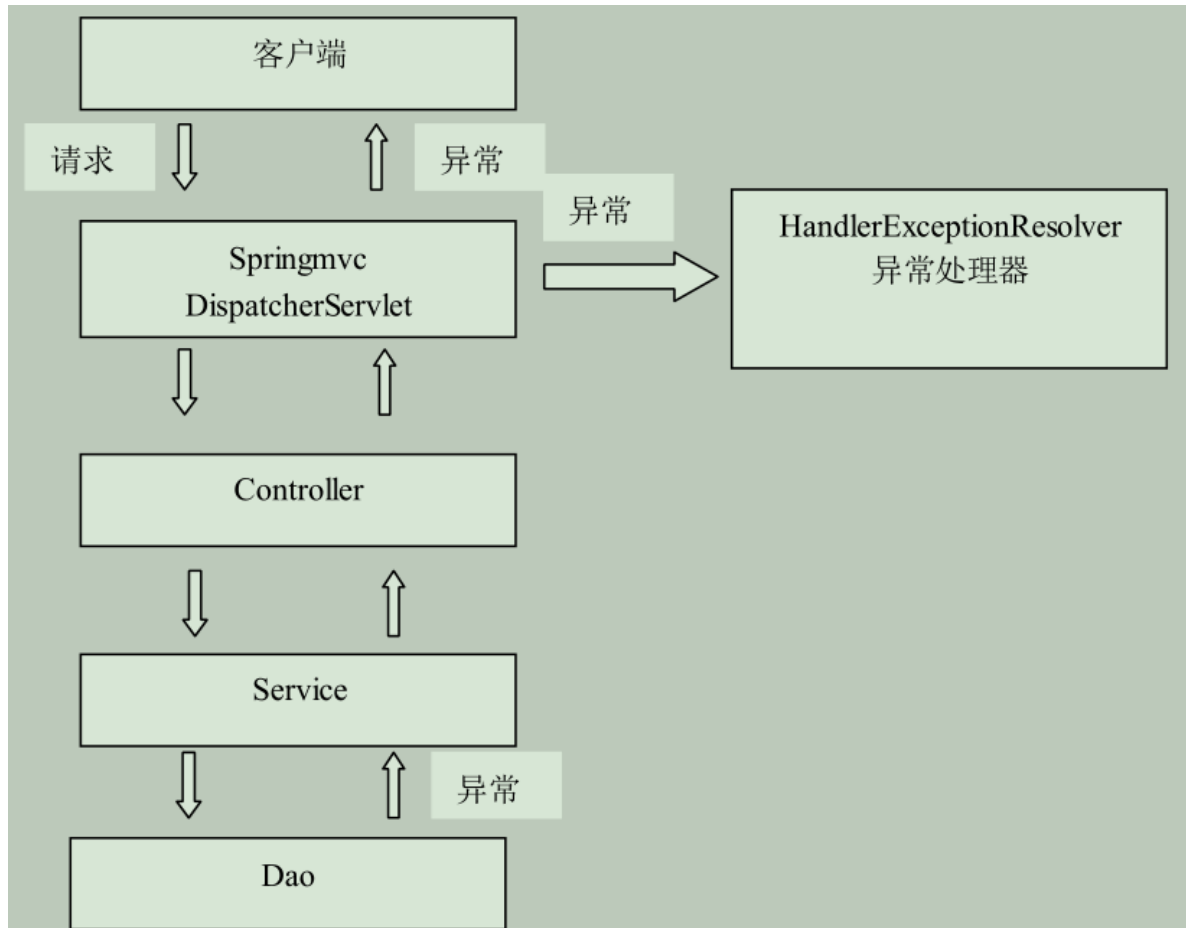 客户端
请求
异常
异常
Springmvc
DispatcherServlet
HandlerExceptionResolver
异常处理器
Controller
Service
异常
Dao